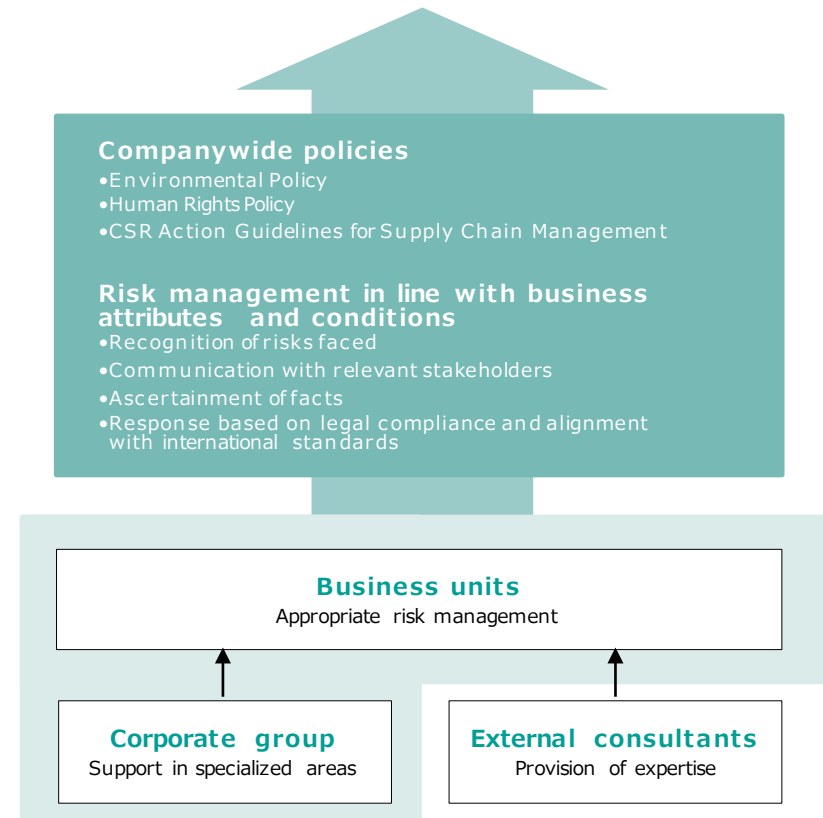 Companywide policies
•Environmental Policy
•Human Rights Policy
•CSR Action Guidelines for Supply Chain Management
Risk management in line with business
attributes and conditions
•Recognition of risks faced
•Communication with relevant stakeholders
•Ascertainment of facts
•Response based on legal compliance and alignment
with international standards
Business units
Appropriate risk management
Corporate group
Support in specialized areas
External consultants
Provision of expertise